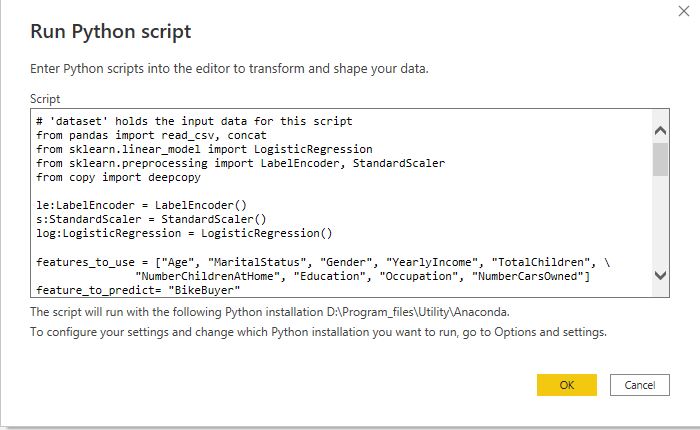 Run Python script
Enter Python scripts into the editor to transform and shape your data.
Script
# 'dataset' holds the input data for this script
from pandas import read_csv, concat
from sklearn.linear_model import LogisticRegression
from sklearn.preprocessing import LabelEncoder, StandardScaler
from copy import deepcopy
le:LabelEncoder = LabelEncoder()
s:StandardScaler = StandardScaler()
log:LogisticRegression = LogisticRegression()
features_to_use = ["Age", "MaritalStatus", "Gender", "YearlyIncome", "TotalChildren", \
"NumberChildrenAtHome", "Education", "Occupation", "NumberCarsOwned"]
feature_to_predict= "BikeBuyer"
The script will run with the following Python installation D:\Program_files\Utility\Anaconda.
To configure your settings and change which Python installation you want to run, go to Options and settings.
OK
Cancel